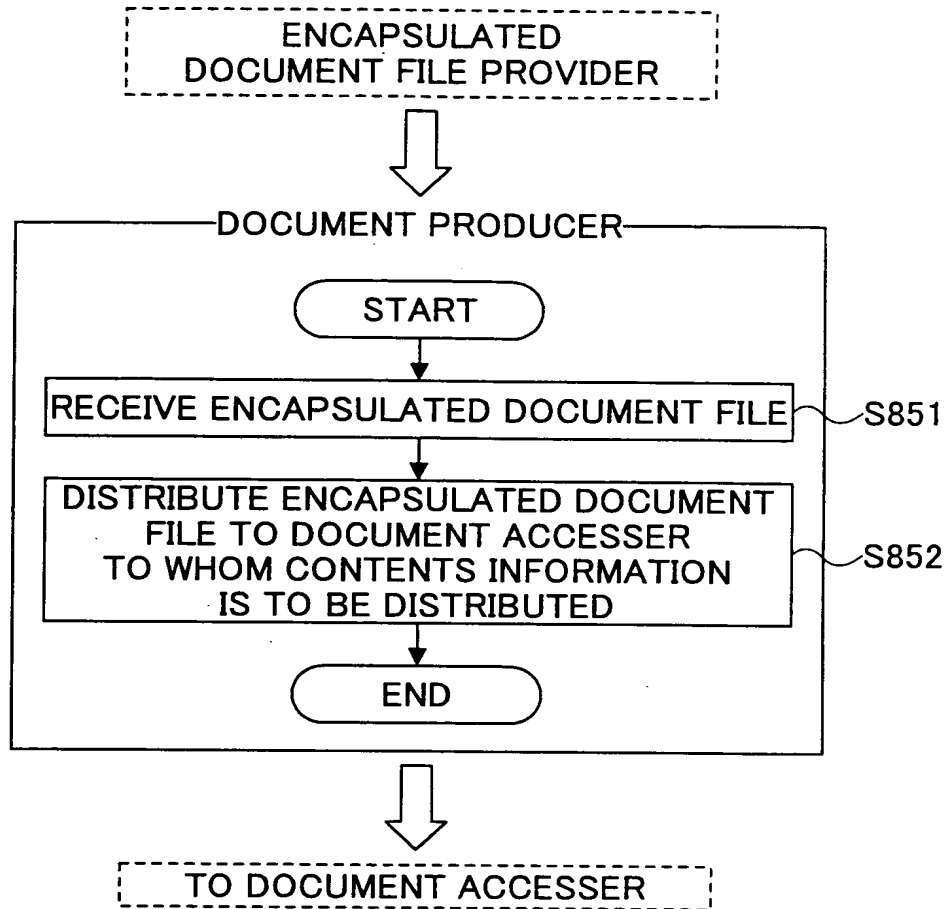 ENCAPSULATED
DOCUMENT FILE PROVIDER
DOCUMENT PRODUCER
START
RECEIVE ENCAPSULATED DOCUMENT FILE
S851
DISTRIBUTE ENCAPSULATED DOCUMENT
FILE TO DOCUMENT ACCESSER
TO WHOM CONTENTS INFORMATION
IS TO BE DISTRIBUTED
S852
END
TO DOCUMENT ACCESSER